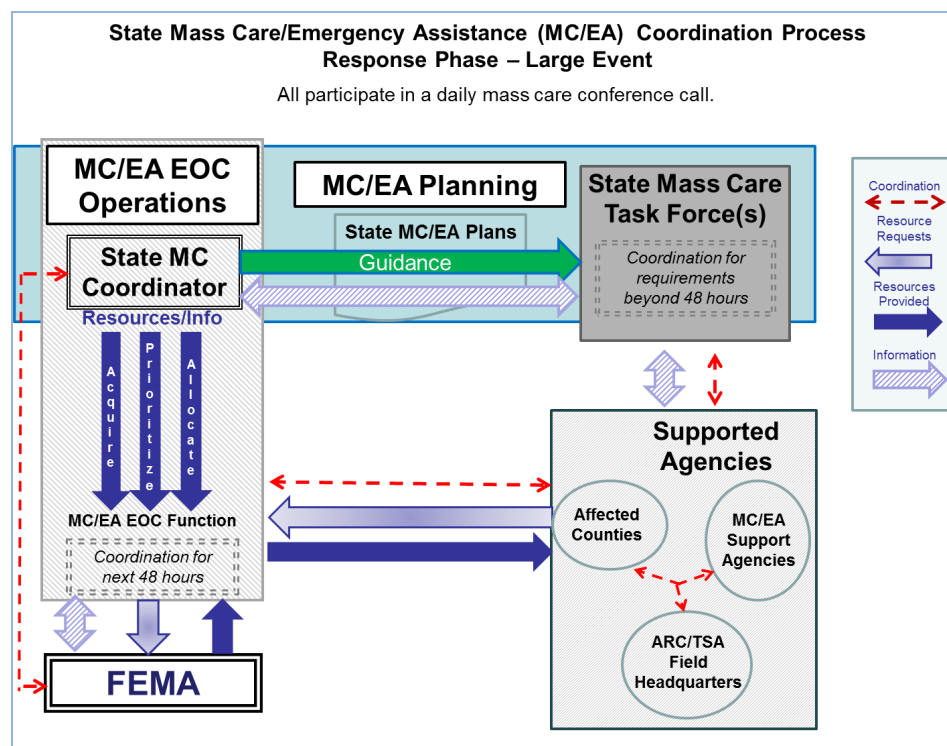 State Mass Care/Emergency Assistance (MC/EA) Coordination Process
Response Phase – Large Event
All participate in a daily mass care conference call.
MC/EA EOC
Operations
MC/EA Planning
State Mass Care
Task Force(s)
State MC/EA Plans
State MC
Coordinator
Guidance
Coordination for
requirements
beyond 48 hours
Resources/Info
Acquire
Prioritize
Allocate
MC/EA EOC Function
Coordination for
next 48 hours
FEMA
Supported
Agencies
Affected
Counties
MC/EA
Support
Agencies
ARC/TSA
Field
Headquarters
Coordination
Resource
Requests
Resources
Provided
Information